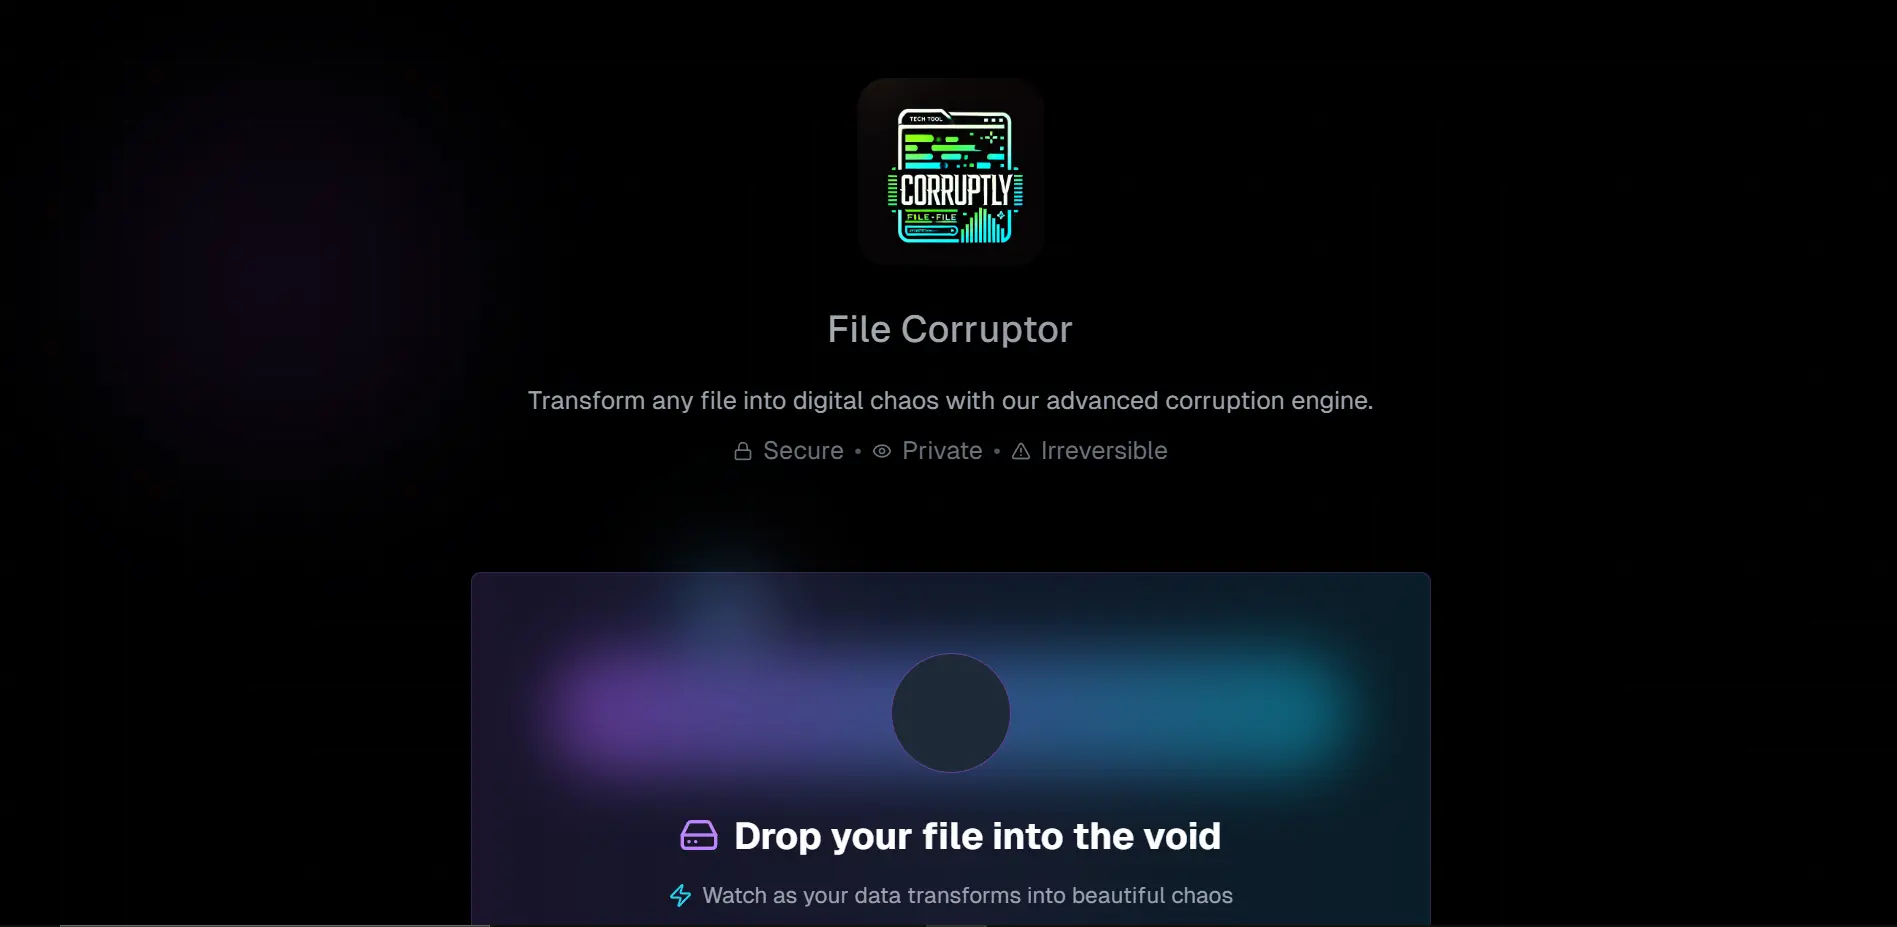 TECH TOOL
CORRUPTLY
FILE-FILE
File Corruptor
Transform any file into digital chaos with our advanced corruption engine.
Secure • Private • Irreversible
Drop your file into the void
Watch as your data transforms into beautiful chaos